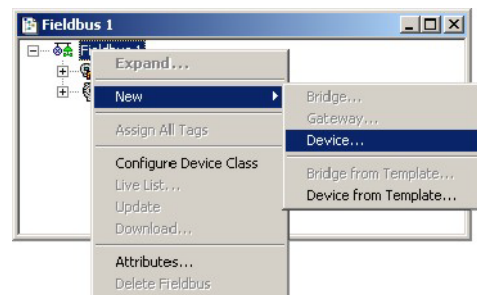 Fieldbus 1
Expand...
New
Assign All Tags
Configure Device Class
Live List...
Update
Download...
Attributes...
Delete Fieldbus
Bridge...
Gateway...
Device...
Bridge from Template...
Device from Template...